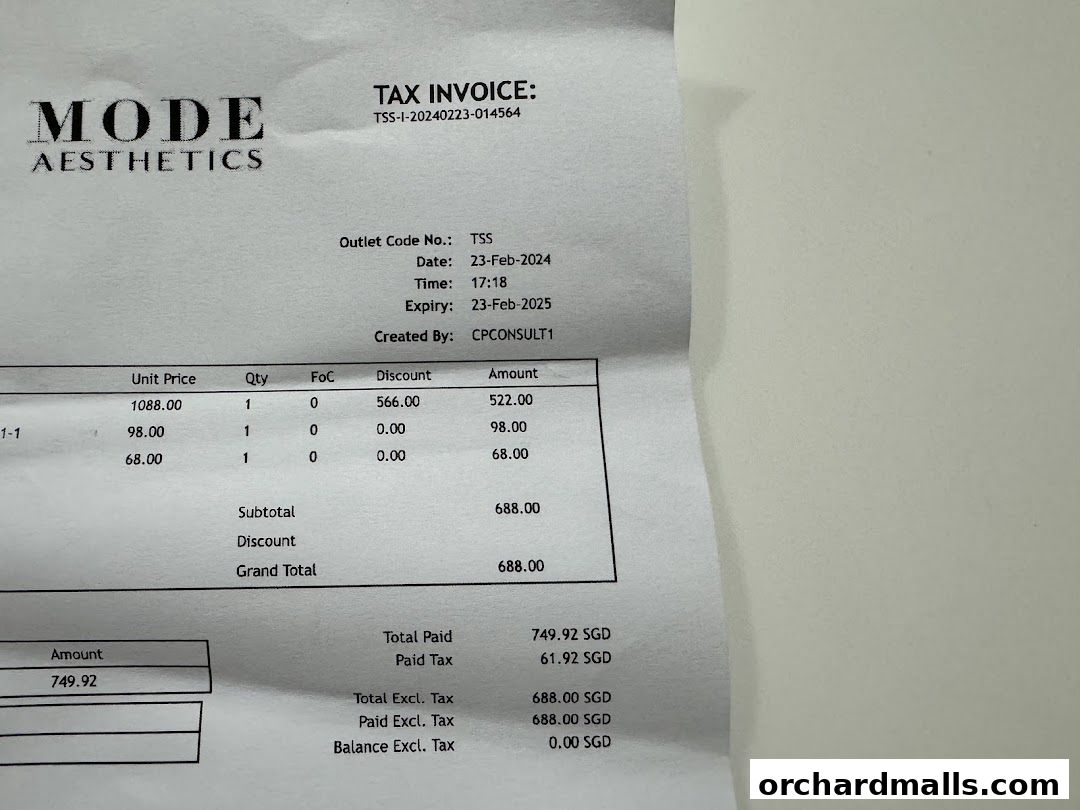 MODE
AESTHETICS
TAX INVOICE:
TSS-I-20240223-014564
Outlet Code No.: TSS
Date: 23-Feb-2024
Time: 17:18
Expiry: 23-Feb-2025
Created By: CPCONSULT1
Unit Price Qty FoC Discount Amount
1088.00 1 0 566.00 522.00
1-1 98.00 1 0 0.00 98.00
68.00 1 0 0.00 68.00
Subtotal 688.00
Discount
Grand Total 688.00
Total Paid 749.92 SGD
Paid Tax 61.92 SGD
Total Excl. Tax 688.00 SGD
Paid Excl. Tax 688.00 SGD
Balance Excl. Tax 0.00 SGD
Amount
749.92
orchardmalls.com